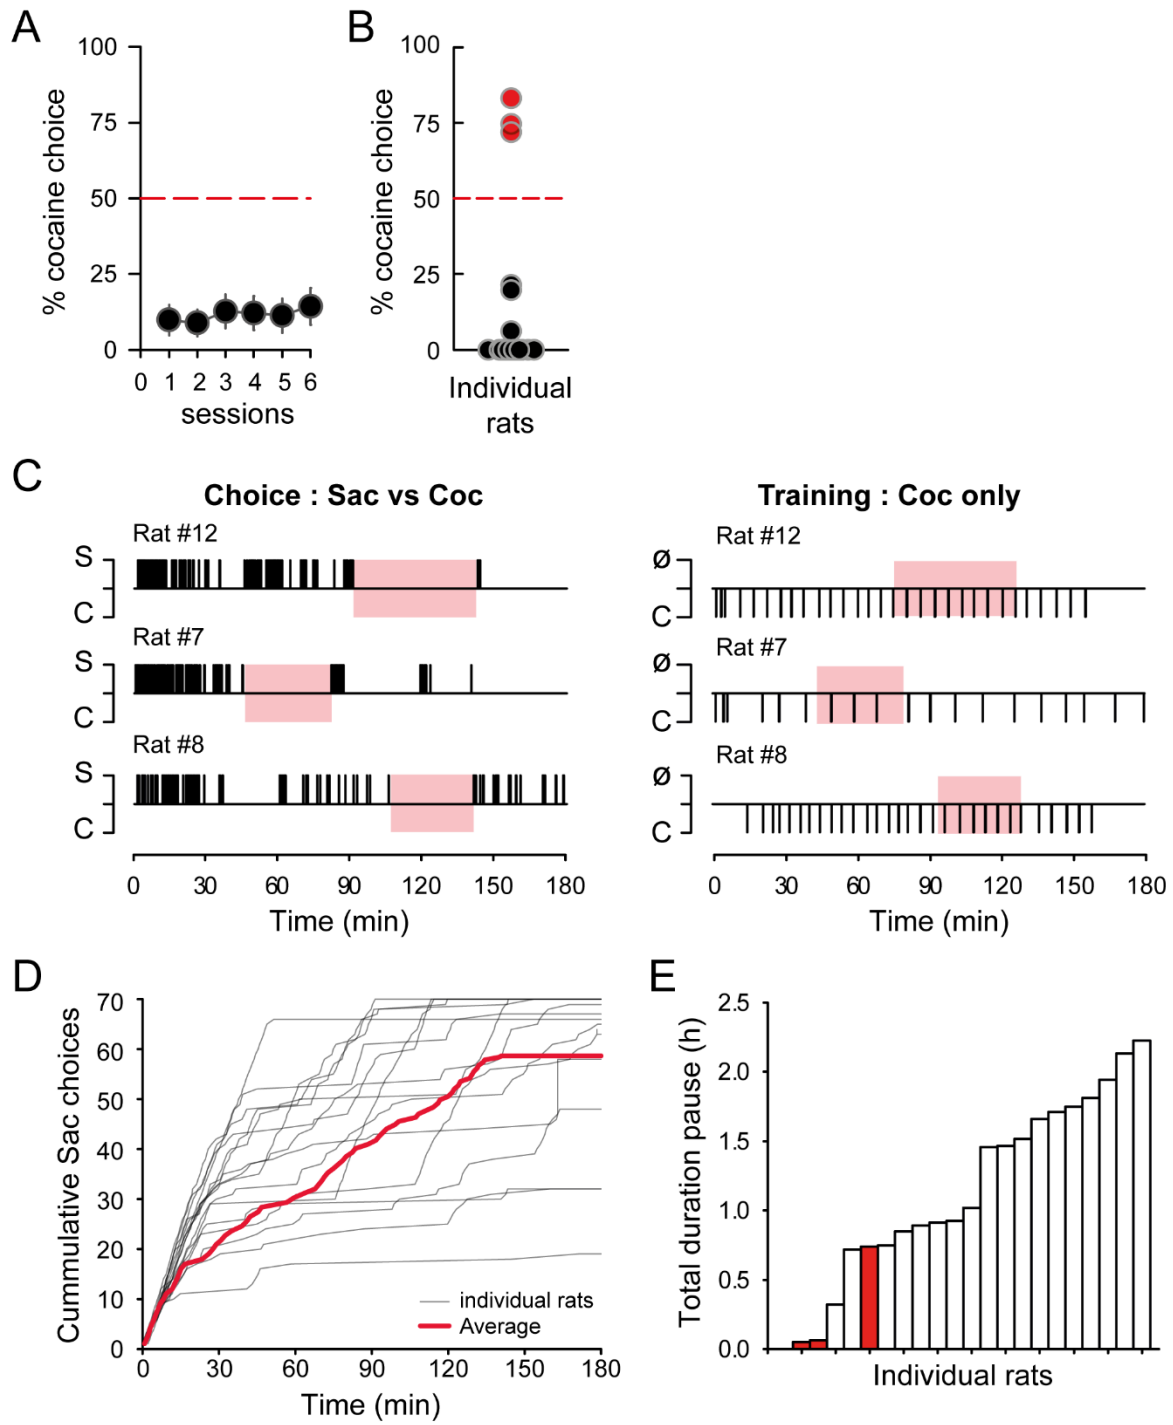 A
100
75
50
25
0
% cocaine choice
0 1 2 3 4 5 6
sessions
B
100
75
50
25
0
% cocaine choice
Individual
rats
C
Choice : Sac vs Coc
Rat #12
S
C
Rat #7
S
C
Rat #8
S
C
0 30 60 90 120 150 180
Time (min)
Training : Coc only
Rat #12
Ø
C
Rat #7
Ø
C
Rat #8
Ø
C
0 30 60 90 120 150 180
Time (min)
D
70
60
50
40
30
20
10
0
Cummulative Sac choices
individual rats
Average
0 30 60 90 120 150 180
Time (min)
E
2.5
2.0
1.5
1.0
0.5
0.0
Total duration pause (h)
Individual rats